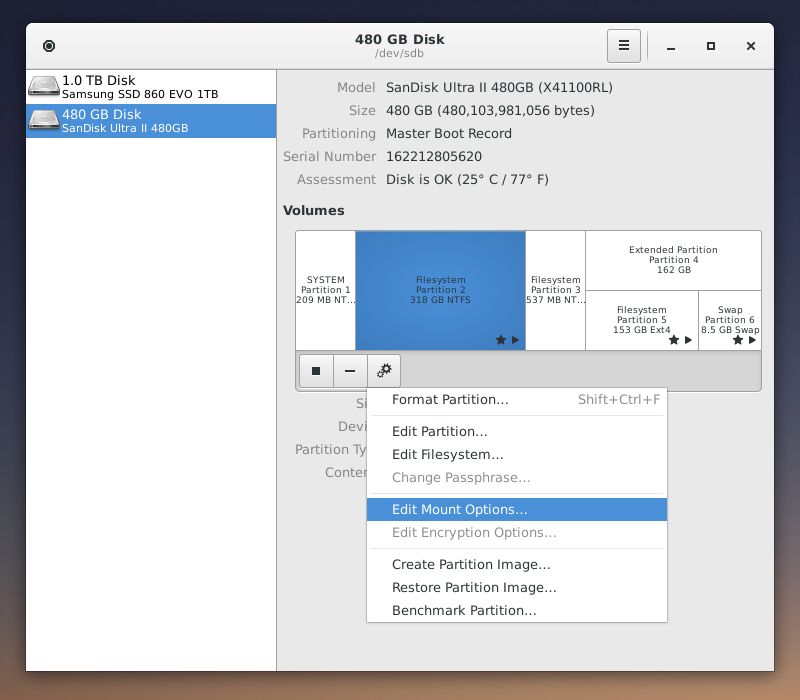 480 GB Disk
/dev/sdb
1.0 TB Disk
Samsung SSD 860 EVO 1TB
480 GB Disk
SanDisk Ultra II 480GB
Model SanDisk Ultra II 480GB (X41100RL)
Size 480 GB (480,103,981,056 bytes)
Partitioning Master Boot Record
Serial Number 162212805620
Assessment Disk is OK (25° C / 77° F)
Volumes
SYSTEM
Partition 1
209 MB NT…
Filesystem
Partition 2
318 GB NTFS
Filesystem
Partition 3
537 MB NT…
Extended Partition
Partition 4
162 GB
Filesystem
Partition 5
153 GB Ext4
Swap
Partition 6
8.5 GB Swap
Si
Devi
Partition Ty
Conter
Format Partition… Shift+Ctrl+F
Edit Partition…
Edit Filesystem…
Change Passphrase…
Edit Mount Options…
Edit Encryption Options…
Create Partition Image…
Restore Partition Image…
Benchmark Partition…